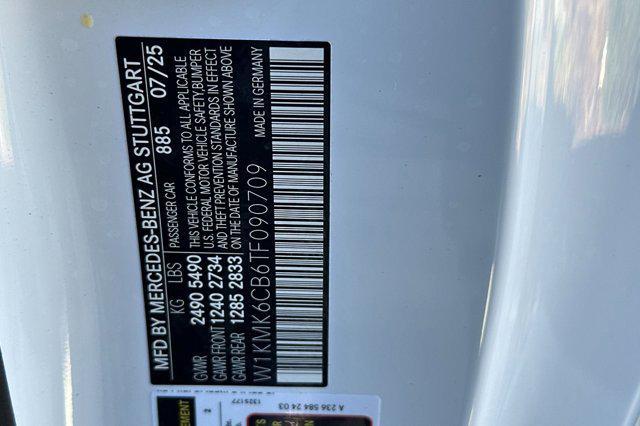 MFD BY MERCEDES-BENZ AG STUTTGART
KG LBS PASSENGER CAR 885 07/25
GVWR 2490 5490
GAWR FRONT 1240 2734
GAWR REAR 1285 2833
THIS VEHICLE CONFORMS TO ALL APPLICABLE
U.S. FEDERAL MOTOR VEHICLE SAFETY, BUMPER
AND THEFT PREVENTION STANDARDS IN EFFECT
ON THE DATE OF MANUFACTURE SHOWN ABOVE
W1KMK6CB6TF090709 MADE IN GERMANY
A 236 584 24 03
132S177
2